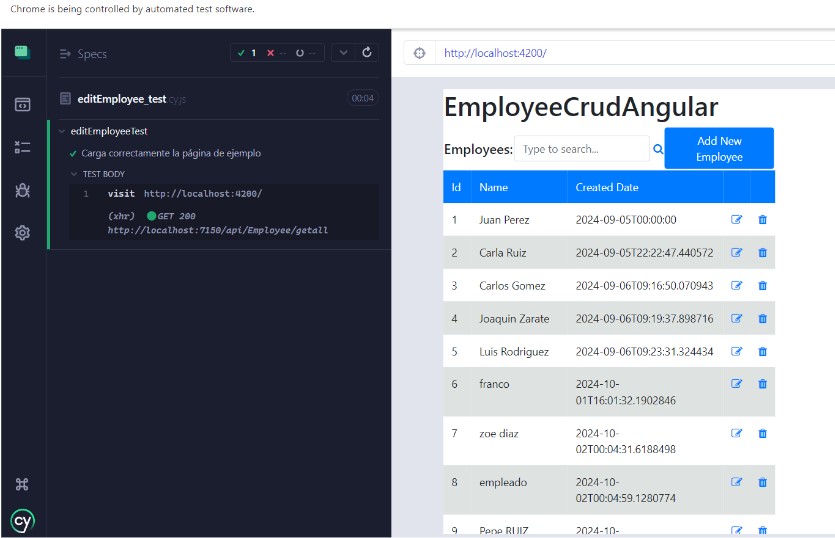 Chrome is being controlled by automated test software.
Specs
1
--
--
http://localhost:4200/
editEmployee_test.cy.js
00:04
editEmployeeTest
Carga correctamente la página de ejemplo
TEST BODY
1 visit http://localhost:4200/
(xhr) GET 200
http://localhost:7150/api/Employee/getall
cy
EmployeeCrudAngular
Employees: Type to search... Add New
Employee
Id Name Created Date
1 Juan Perez 2024-09-05T00:00:00
2 Carla Ruiz 2024-09-05T22:22:47.440572
3 Carlos Gomez 2024-09-06T09:16:50.070943
4 Joaquin Zarate 2024-09-06T09:19:37.898716
5 Luis Rodriguez 2024-09-06T09:23:31.324434
6 franco 2024-10-
01T16:01:32.1902846
7 zoe diaz 2024-10-
02T00:04:31.6188498
8 empleado 2024-10-
02T00:04:59.1280774
9 Pepe RUIZ 2024-10-